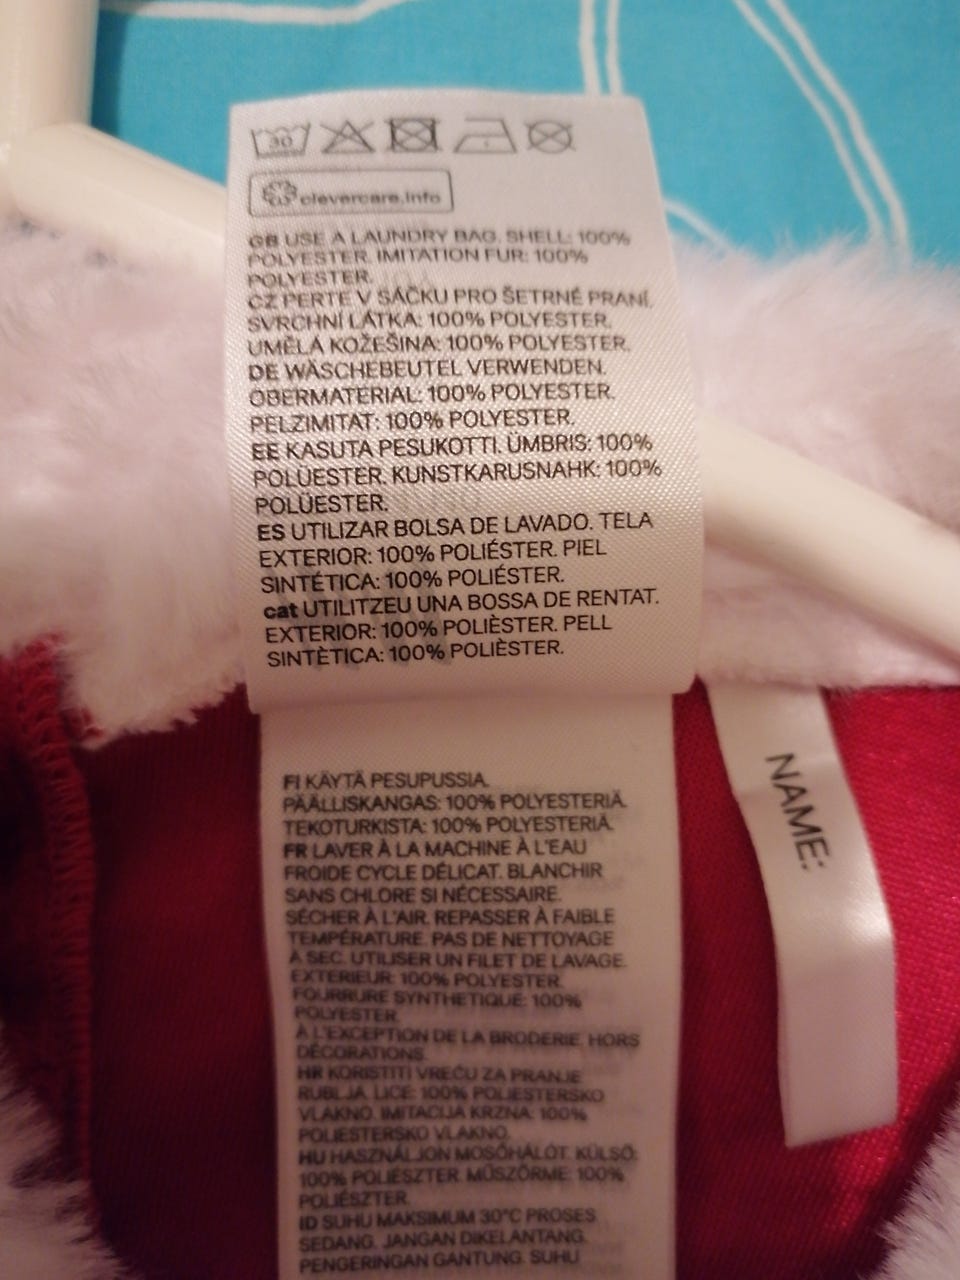 30
clevercare.info
GB USE A LAUNDRY BAG. SHELL: 100%
POLYESTER. IMITATION FUR: 100%
POLYESTER.
CZ PERTE V SÁČKU PRO ŠETRNÉ PRANÍ.
SVRCHNÍ LÁTKA: 100% POLYESTER.
UMĚLÁ KOŽEŠINA: 100% POLYESTER.
DE WÄSCHEBEUTEL VERWENDEN.
OBERMATERIAL: 100% POLYESTER.
PELZIMITAT: 100% POLYESTER.
EE KASUTA PESUKOTTI. ÜMBRIS: 100%
POLÜESTER. KUNSTKARUSNAHK: 100%
POLÜESTER.
ES UTILIZAR BOLSA DE LAVADO. TELA
EXTERIOR: 100% POLIÉSTER. PIEL
SINTÉTICA: 100% POLIÉSTER.
cat UTILITZEU UNA BOSSA DE RENTAT.
EXTERIOR: 100% POLIÈSTER. PELL
SINTÈTICA: 100% POLIÈSTER.
FI KÄYTÄ PESUPUSSIA.
PÄÄLLISKANGAS: 100% POLYESTERIÄ.
TEKOTURKISTA: 100% POLYESTERIÄ.
FR LAVER À LA MACHINE À L'EAU
FROIDE CYCLE DÉLICAT. BLANCHIR
SANS CHLORE SI NÉCESSAIRE.
SÉCHER À L'AIR. REPASSER À FAIBLE
TEMPÉRATURE. PAS DE NETTOYAGE
À SEC. UTILISER UN FILET DE LAVAGE.
EXTERIEUR: 100% POLYESTER.
FOURRURE SYNTHETIQUE: 100%
POLYESTER.
À L'EXCEPTION DE LA BRODERIE. HORS
DÉCORATIONS.
HR KORISTITI VREĆU ZA PRANJE
RUBLJA. LICE: 100% POLIESTERSKO
VLAKNO. IMITACIJA KRZNA: 100%
POLIESTERSKO VLAKNO.
HU HASZNÁLJON MOSÓHÁLÓT. KÜLSŐ:
100% POLIÉSZTER. MŰSZŐRME: 100%
POLIÉSZTER.
ID SUHU MAKSIMUM 30°C PROSES
SEDANG. JANGAN DIKELANTANG.
PENGERINGAN GANTUNG. SUHU
NAME: